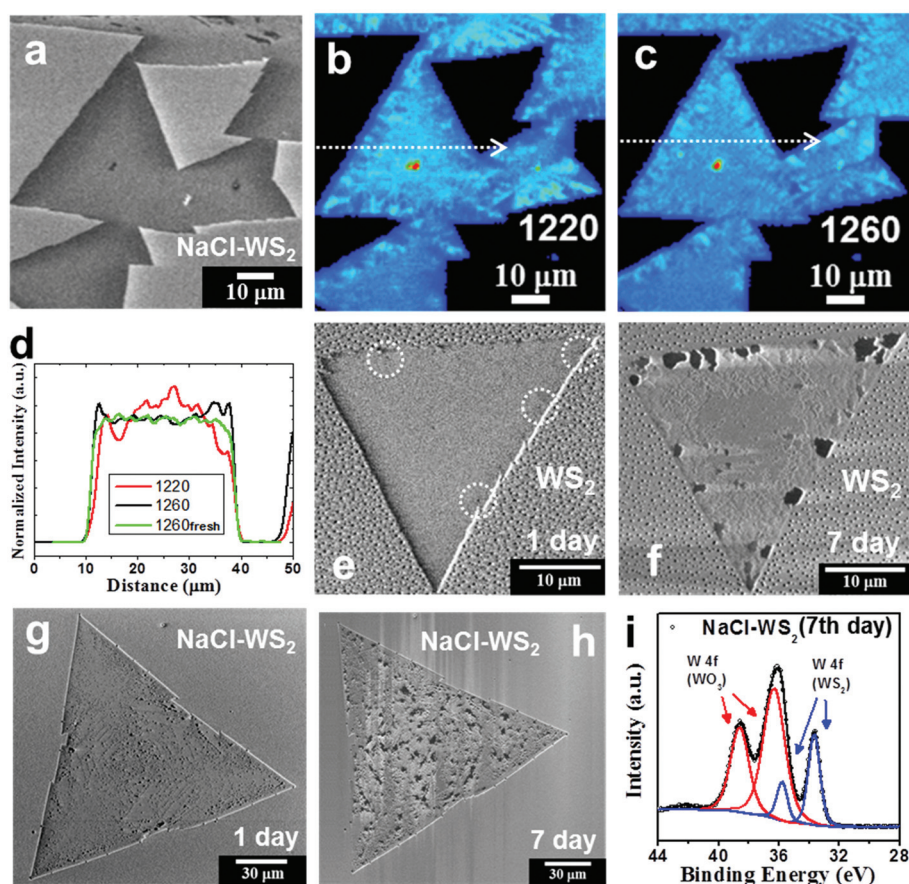 a
NaCl-WS₂
10 µm
b
1220
10 µm
c
1260
10 µm
d
Normalized Intensity (a.u.)
1220
1260
1260fresh
0 10 20 30 40 50
Distance (µm)
WS₂
e
1 day
10 µm
WS₂
f
7 day
10 µm
g
NaCl-WS₂
1 day
30 µm
NaCl-WS₂
h
7 day
30 µm
i
NaCl-WS₂(7th day)
W 4f
(WO₃)
W 4f
(WS₂)
Intensity (a.u.)
44 40 36 32 28
Binding Energy (eV)